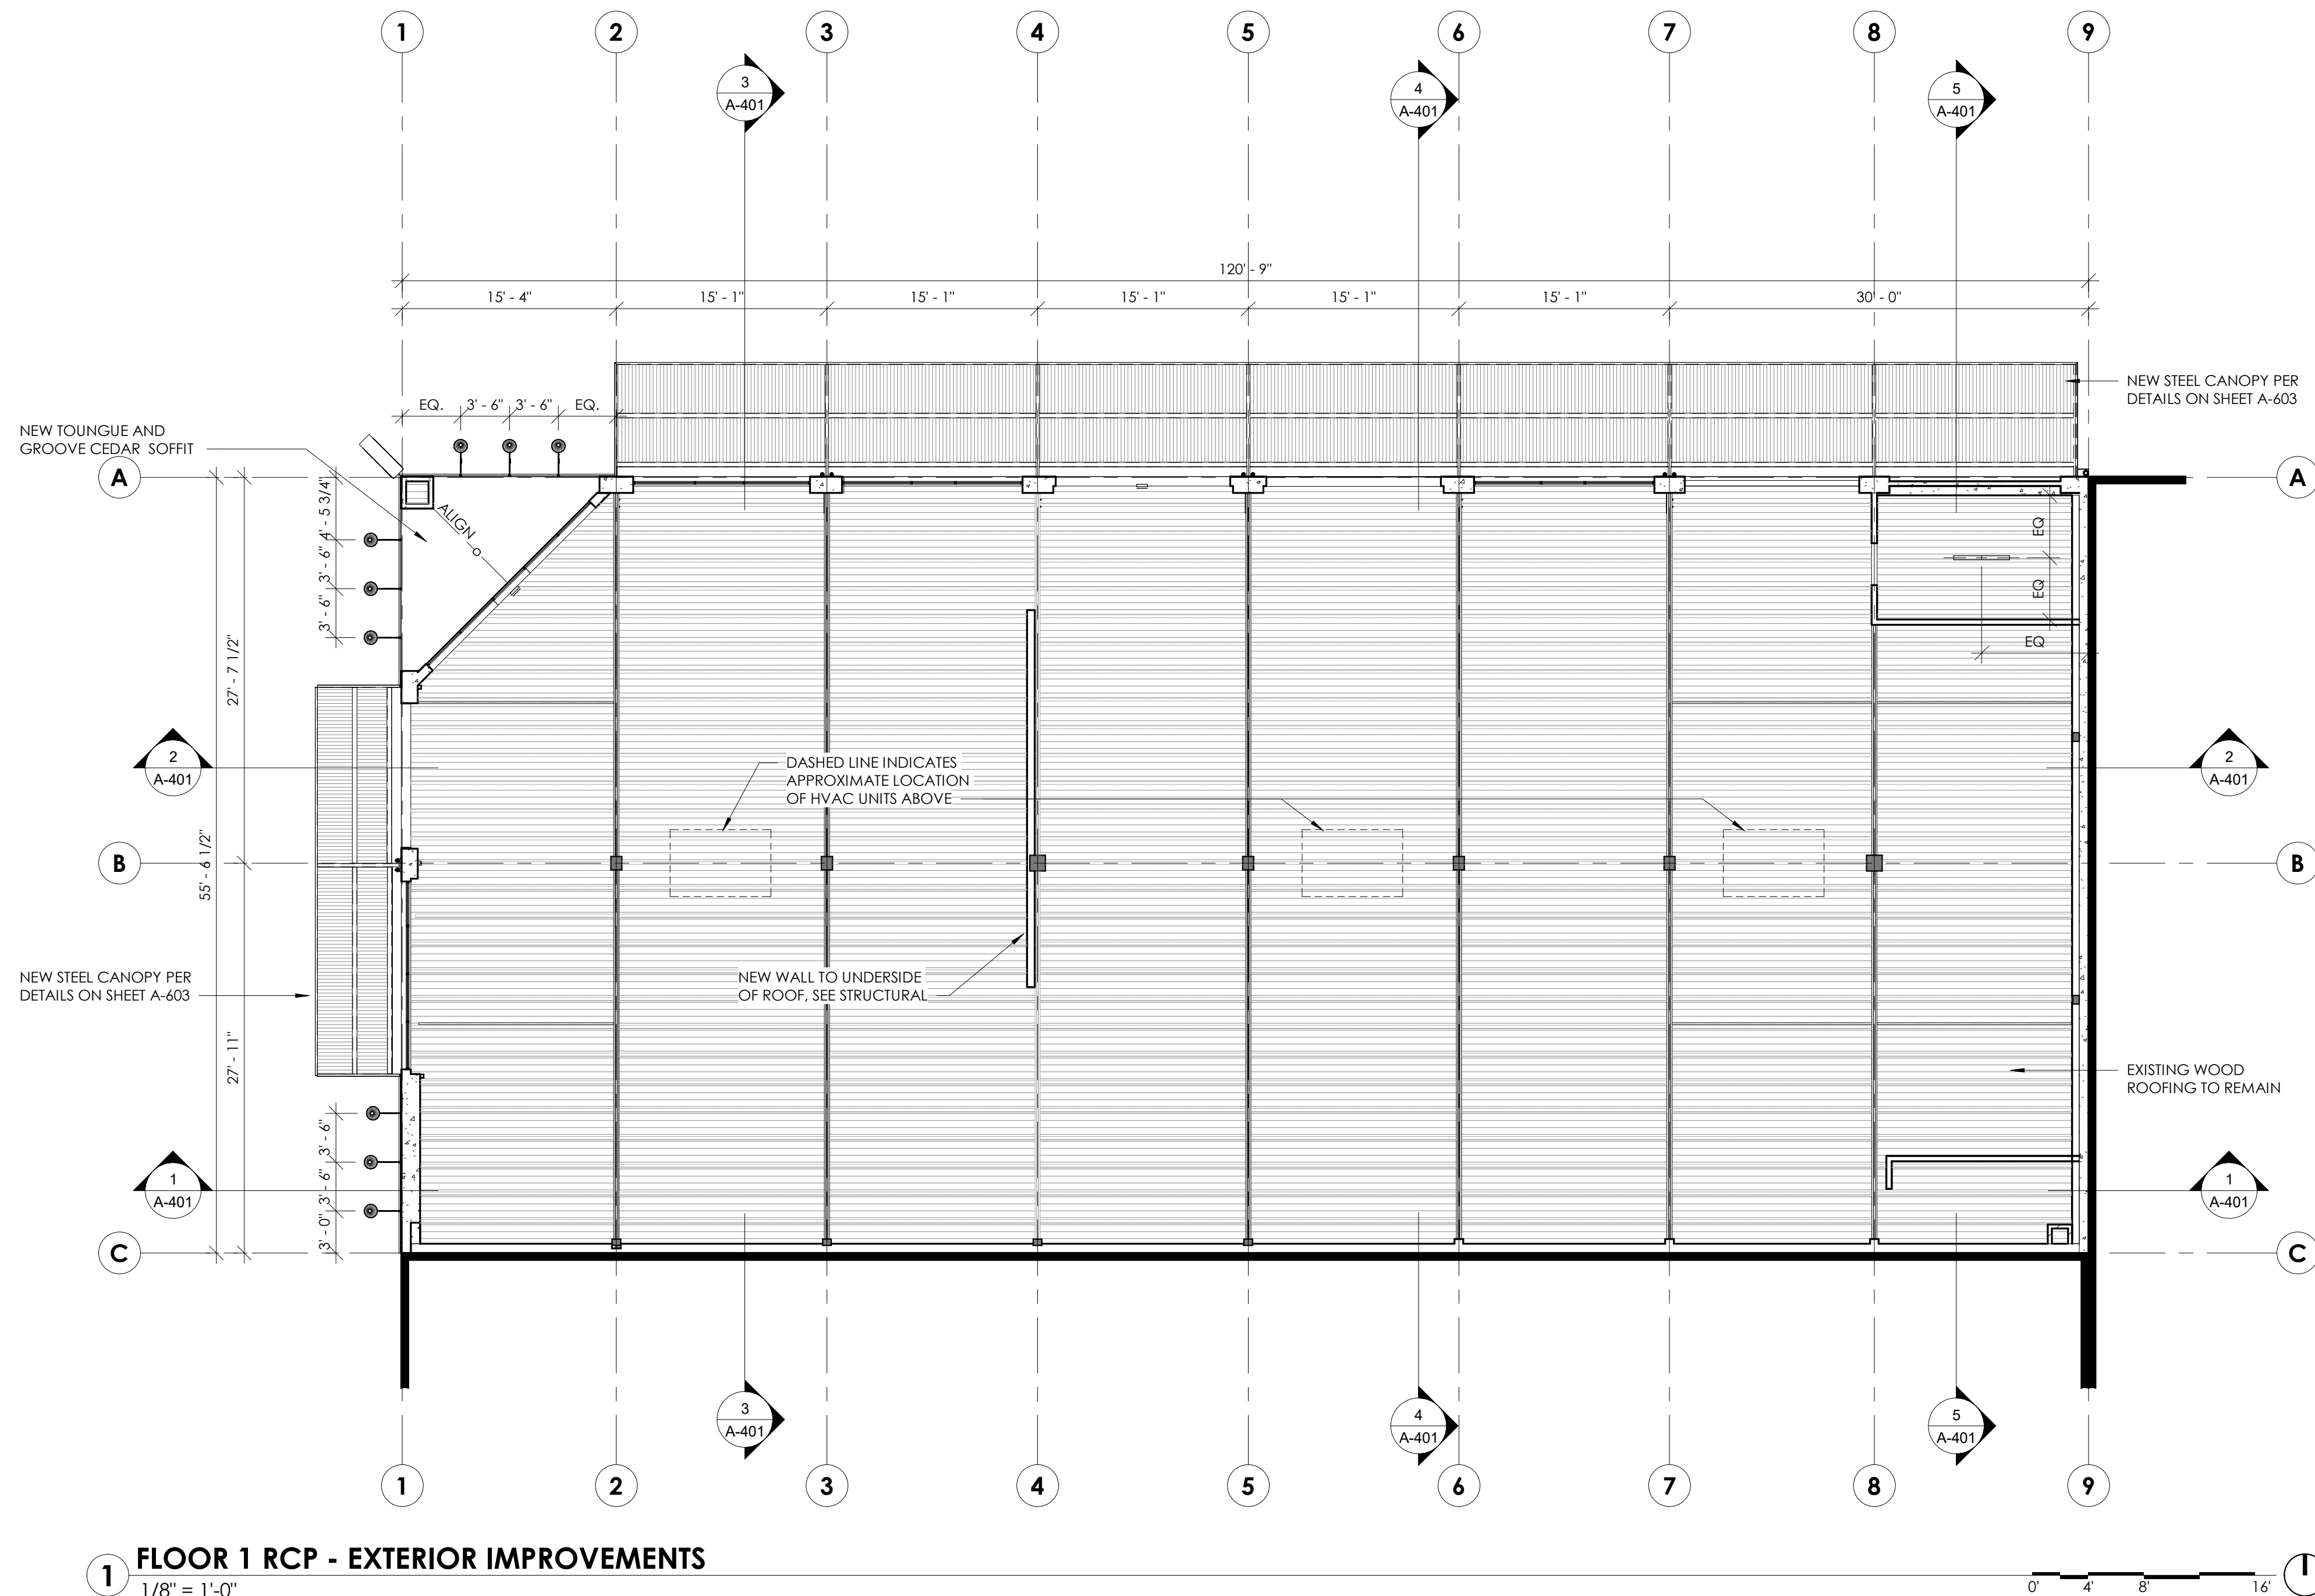 1 2 3 4 5 6 7 8 9
3
A-401
4
A-401
5
A-401
120' - 9"
15' - 4" 15' - 1" 15' - 1" 15' - 1" 15' - 1" 15' - 1" 30' - 0"
NEW STEEL CANOPY PER
DETAILS ON SHEET A-603
EQ. 3' - 6" 3' - 6" EQ.
NEW TOUNGUE AND
GROOVE CEDAR SOFFIT
A
A
4' - 5 3/4"
3' - 6"
3' - 6"
ALIGN
EQ
EQ
EQ
27' - 7 1/2"
2
A-401
DASHED LINE INDICATES
APPROXIMATE LOCATION
OF HVAC UNITS ABOVE
2
A-401
55' - 6 1/2"
B
B
NEW STEEL CANOPY PER
DETAILS ON SHEET A-603
NEW WALL TO UNDERSIDE
OF ROOF, SEE STRUCTURAL
27' - 11"
EXISTING WOOD
ROOFING TO REMAIN
3' - 6"
3' - 6"
3' - 0"
1
A-401
1
A-401
C
C
3
A-401
4
A-401
5
A-401
1 2 3 4 5 6 7 8 9
1 FLOOR 1 RCP - EXTERIOR IMPROVEMENTS
1/8" = 1'-0"
0' 4' 8' 16'